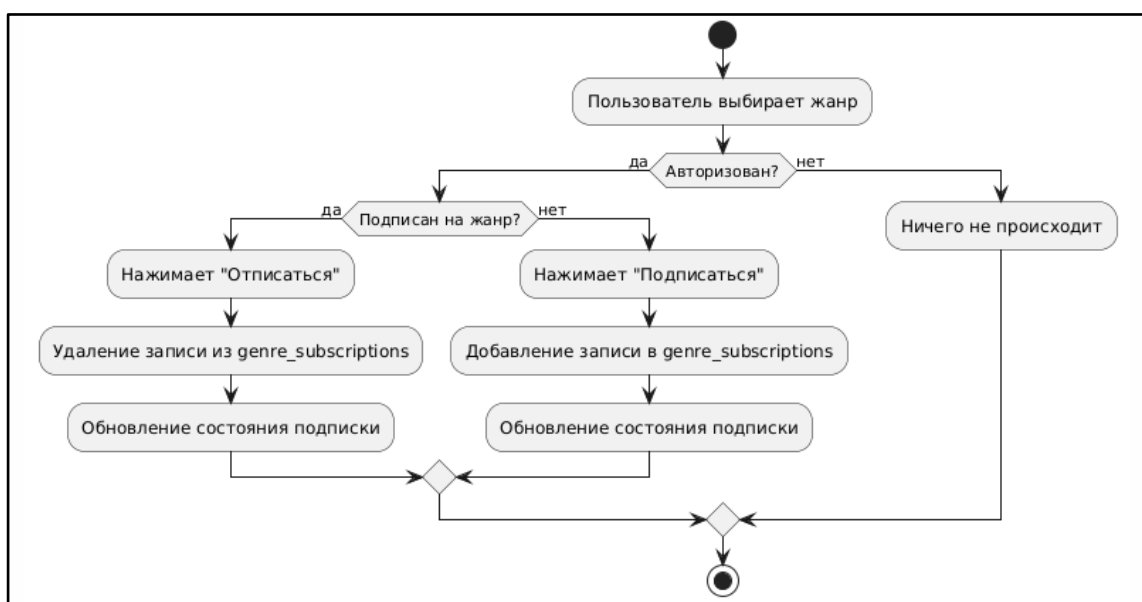 Пользователь выбирает жанр
да
Авторизован?
нет
да
Подписан на жанр?
нет
Ничего не происходит
Нажимает "Отписаться"
Нажимает "Подписаться"
Удаление записи из genre_subscriptions
Добавление записи в genre_subscriptions
Обновление состояния подписки
Обновление состояния подписки